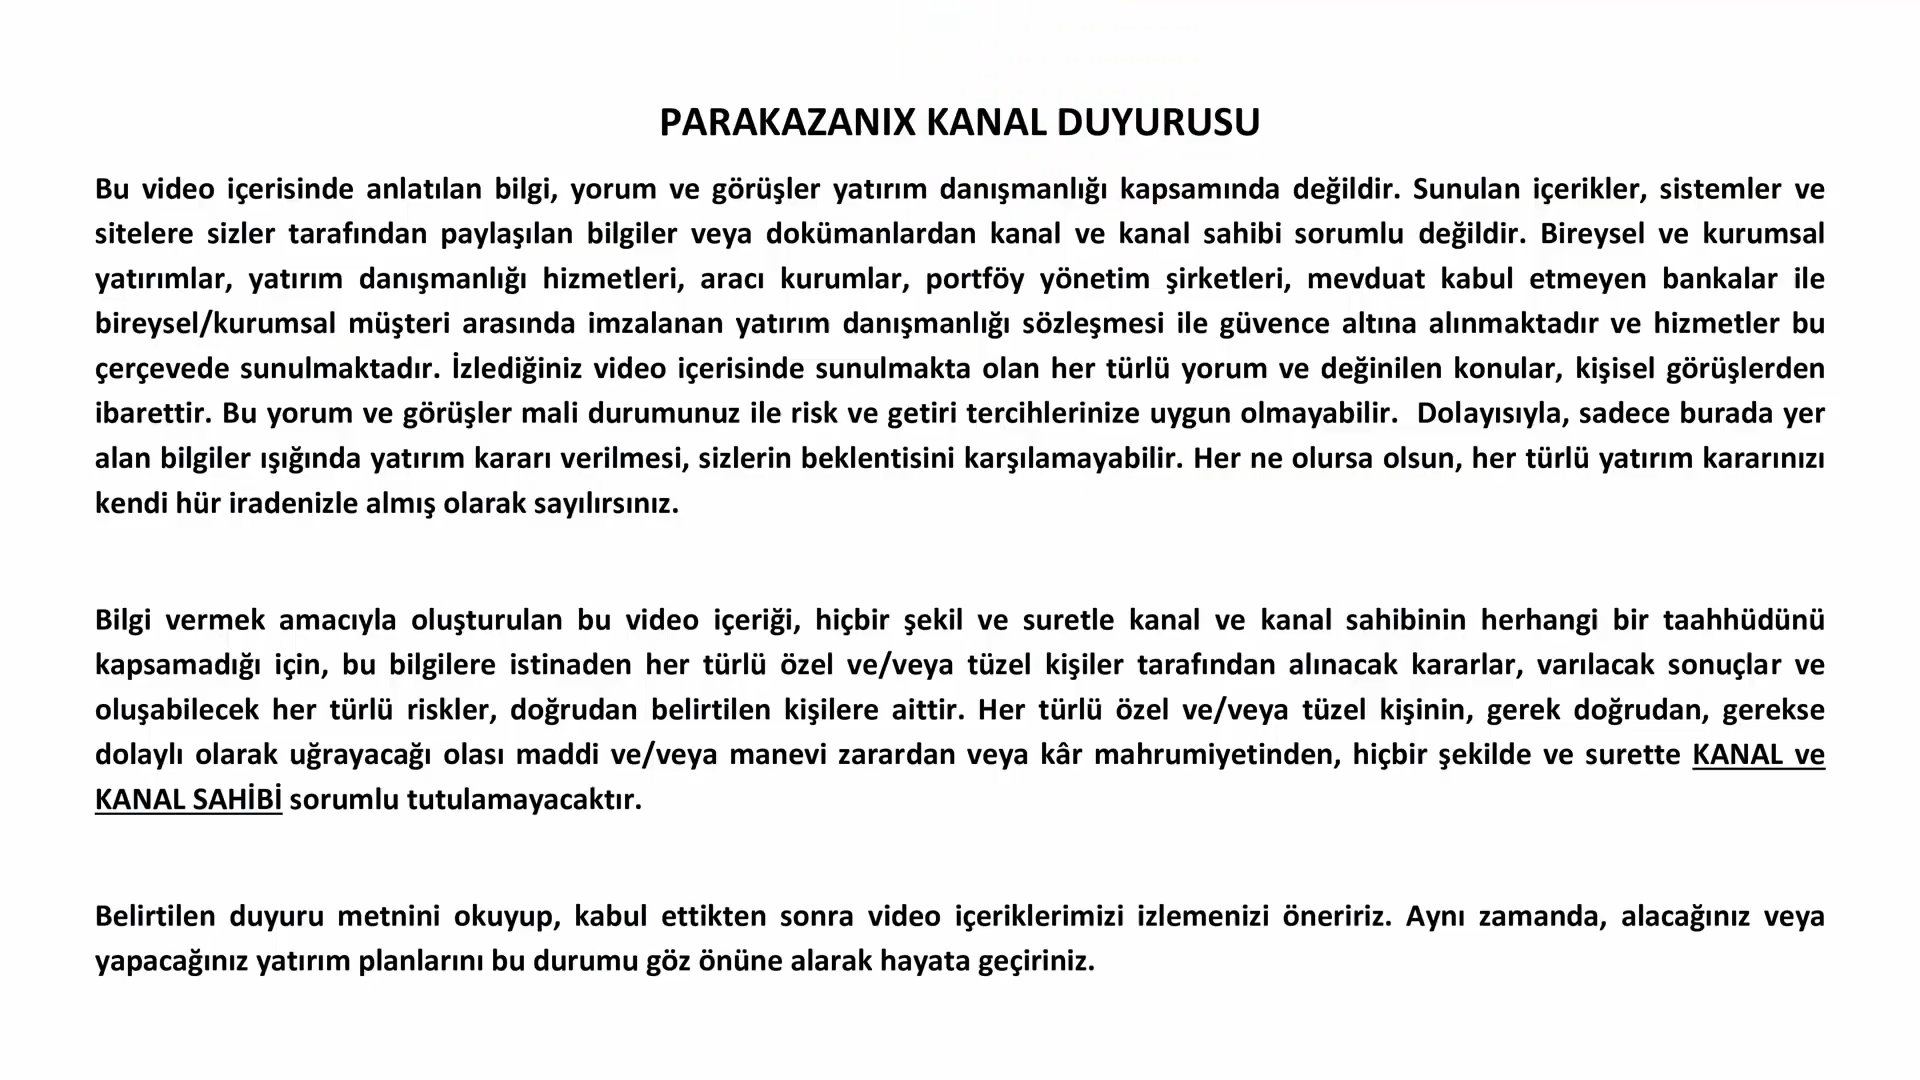 PARAKAZANIX KANAL DUYURUSU
Bu video içerisinde anlatılan bilgi, yorum ve görüşler yatırım danışmanlığı kapsamında değildir. Sunulan içerikler, sistemler ve
sitelere sizler tarafından paylaşılan bilgiler veya dokümanlardan kanal ve kanal sahibi sorumlu değildir. Bireysel ve kurumsal
yatırımlar, yatırım danışmanlığı hizmetleri, aracı kurumlar, portföy yönetim şirketleri, mevduat kabul etmeyen bankalar ile
bireysel/kurumsal müşteri arasında imzalanan yatırım danışmanlığı sözleşmesi ile güvence altına alınmaktadır ve hizmetler bu
çerçevede sunulmaktadır. İzlediğiniz video içerisinde sunulmakta olan her türlü yorum ve değinilen konular, kişisel görüşlerden
ibarettir. Bu yorum ve görüşler mali durumunuz ile risk ve getiri tercihlerinize uygun olmayabilir. Dolayısıyla, sadece burada yer
alan bilgiler ışığında yatırım kararı verilmesi, sizlerin beklentisini karşılamayabilir. Her ne olursa olsun, her türlü yatırım kararınızı
kendi hür iradenizle almış olarak sayılırsınız.
Bilgi vermek amacıyla oluşturulan bu video içeriği, hiçbir şekil ve suretle kanal ve kanal sahibinin herhangi bir taahhüdünü
kapsamadığı için, bu bilgilere istinaden her türlü özel ve/veya tüzel kişiler tarafından alınacak kararlar, varılacak sonuçlar ve
oluşabilecek her türlü riskler, doğrudan belirtilen kişilere aittir. Her türlü özel ve/veya tüzel kişinin, gerek doğrudan, gerekse
dolaylı olarak uğrayacağı olası maddi ve/veya manevi zarardan veya kâr mahrumiyetinden, hiçbir şekilde ve surette KANAL ve
KANAL SAHİBİ sorumlu tutulamayacaktır.
Belirtilen duyuru metnini okuyup, kabul ettikten sonra video içeriklerimizi izlemenizi öneririz. Aynı zamanda, alacağınız veya
yapacağınız yatırım planlarını bu durumu göz önüne alarak hayata geçiriniz.